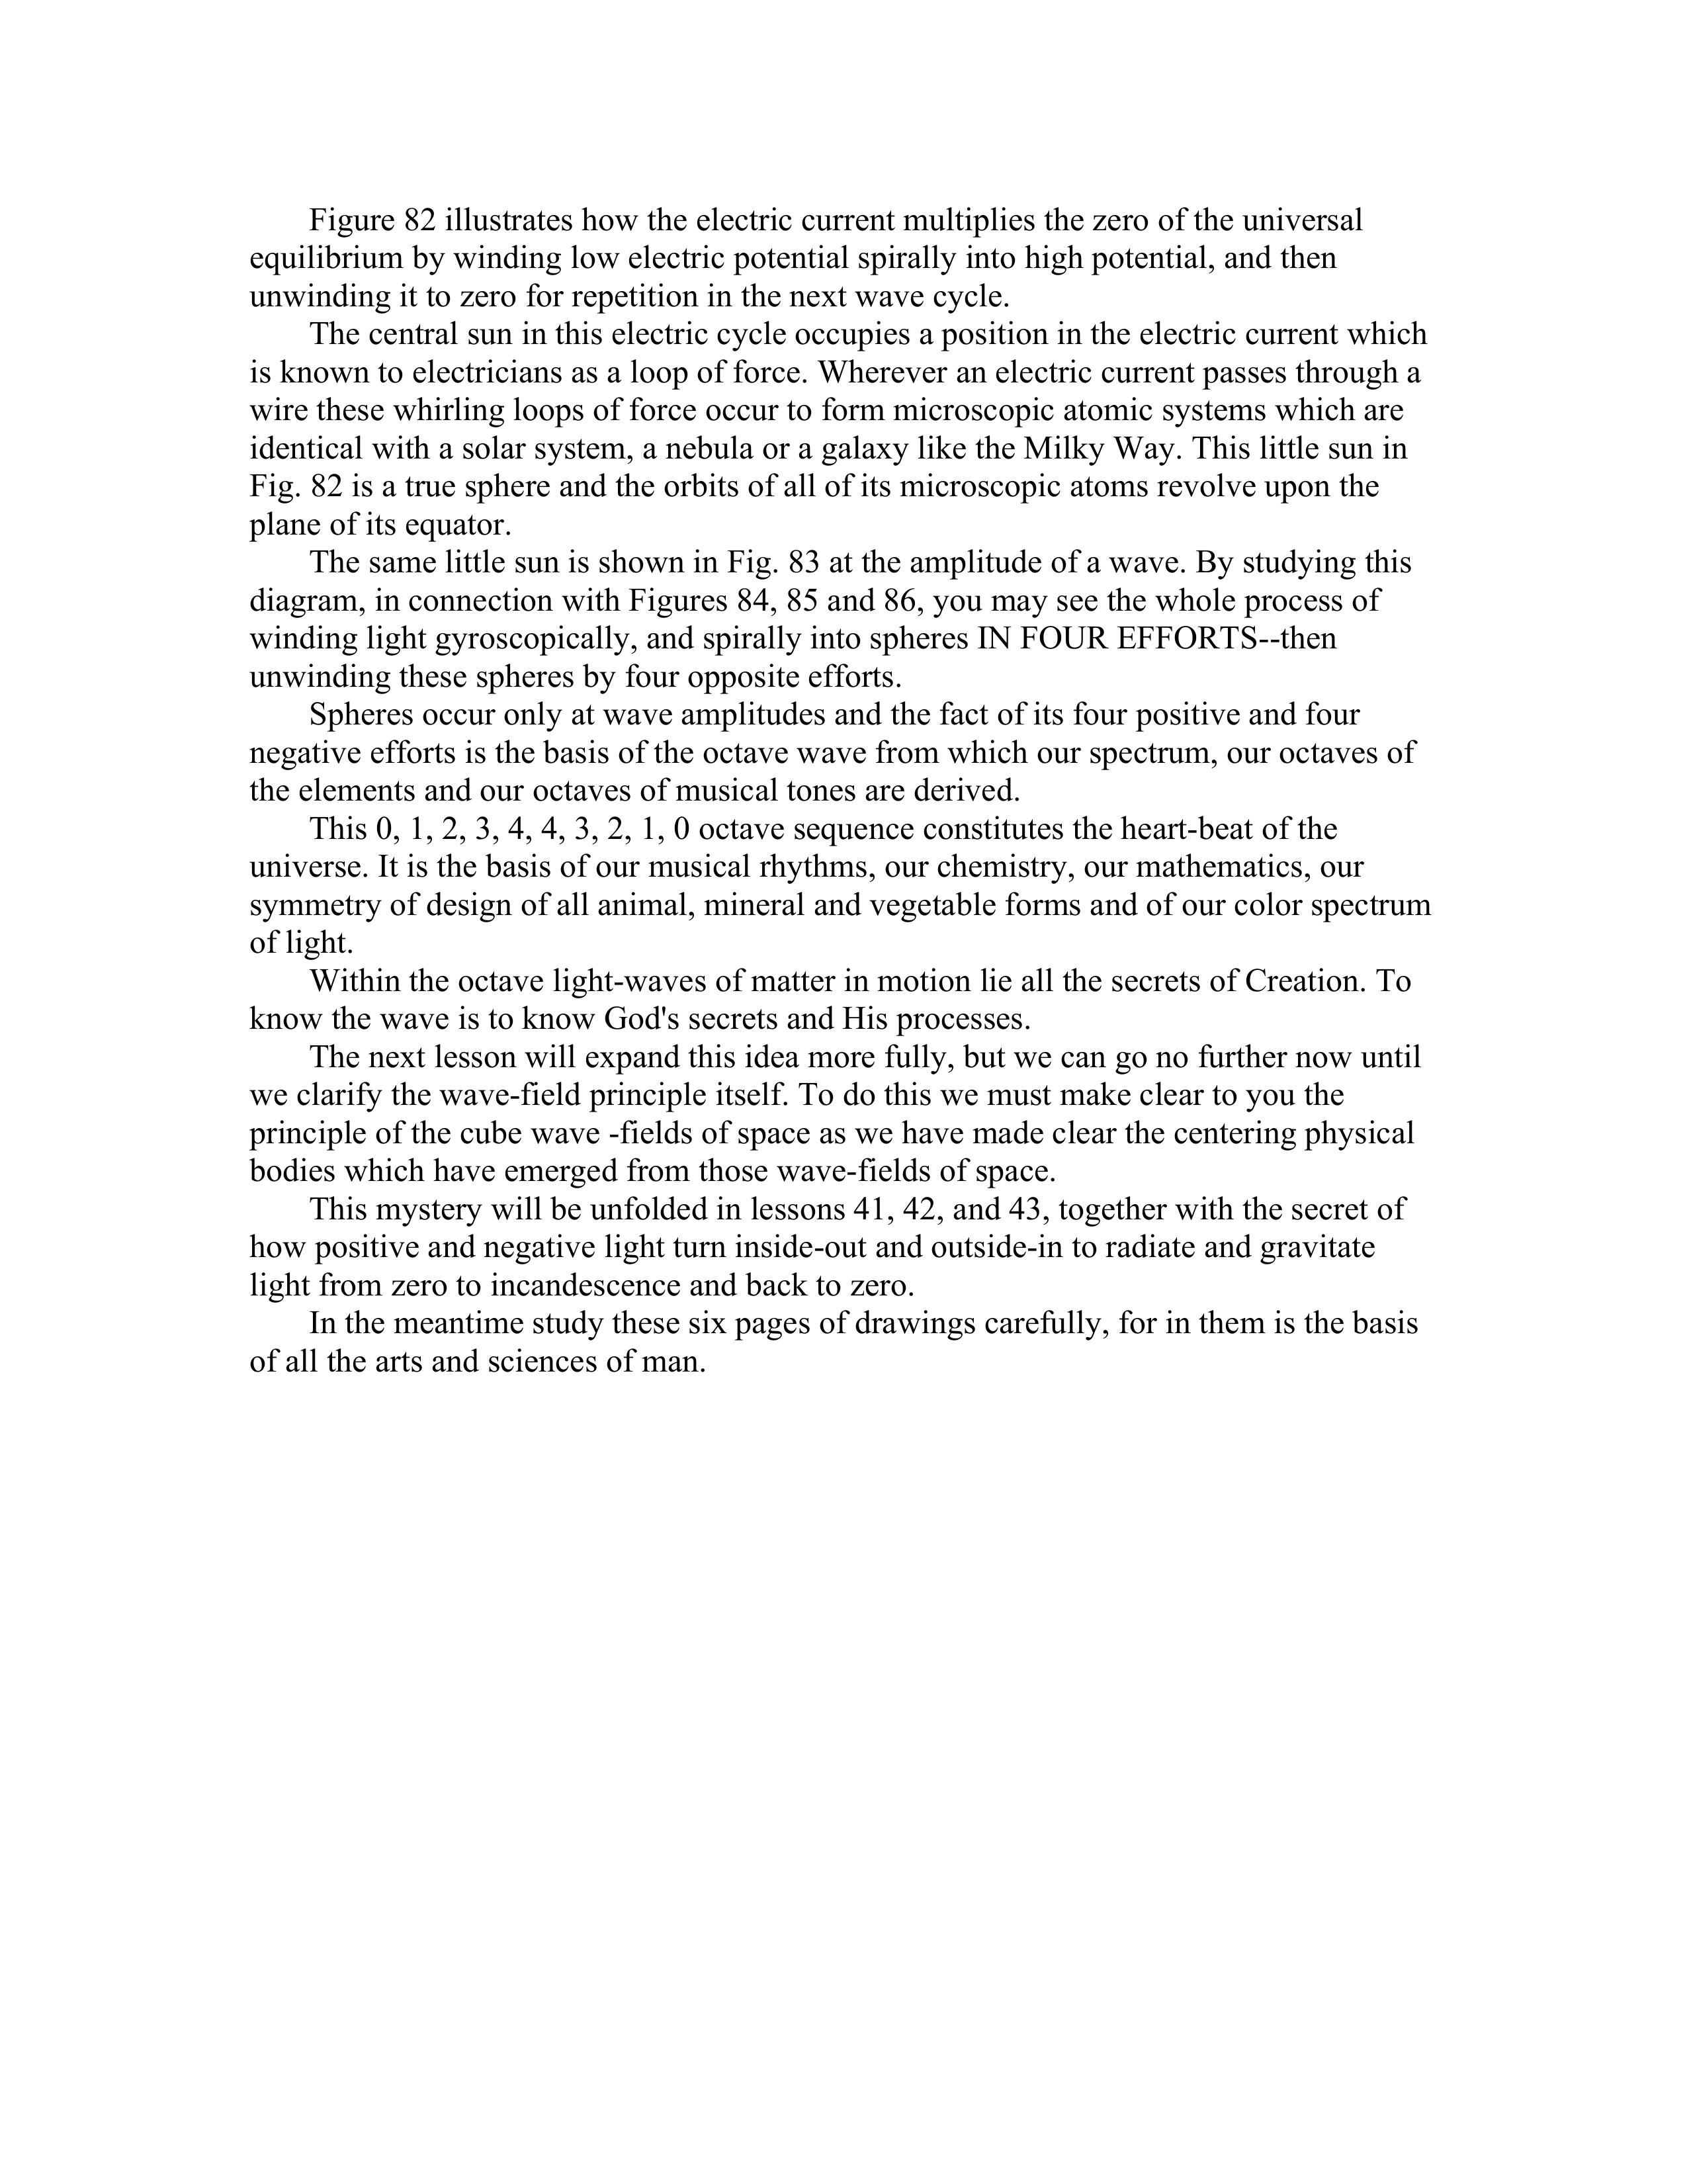 Figure 82 illustrates how the electric current multiplies the zero of the universal
equilibrium by winding low electric potential spirally into high potential, and then
unwinding it to zero for repetition in the next wave cycle.
The central sun in this electric cycle occupies a position in the electric current which
is known to electricians as a loop of force. Wherever an electric current passes through a
wire these whirling loops of force occur to form microscopic atomic systems which are
identical with a solar system, a nebula or a galaxy like the Milky Way. This little sun in
Fig. 82 is a true sphere and the orbits of all of its microscopic atoms revolve upon the
plane of its equator.
The same little sun is shown in Fig. 83 at the amplitude of a wave. By studying this
diagram, in connection with Figures 84, 85 and 86, you may see the whole process of
winding light gyroscopically, and spirally into spheres IN FOUR EFFORTS--then
unwinding these spheres by four opposite efforts.
Spheres occur only at wave amplitudes and the fact of its four positive and four
negative efforts is the basis of the octave wave from which our spectrum, our octaves of
the elements and our octaves of musical tones are derived.
This 0, 1, 2, 3, 4, 4, 3, 2, 1, 0 octave sequence constitutes the heart-beat of the
universe. It is the basis of our musical rhythms, our chemistry, our mathematics, our
symmetry of design of all animal, mineral and vegetable forms and of our color spectrum
of light.
Within the octave light-waves of matter in motion lie all the secrets of Creation. To
know the wave is to know God's secrets and His processes.
The next lesson will expand this idea more fully, but we can go no further now until
we clarify the wave-field principle itself. To do this we must make clear to you the
principle of the cube wave -fields of space as we have made clear the centering physical
bodies which have emerged from those wave-fields of space.
This mystery will be unfolded in lessons 41, 42, and 43, together with the secret of
how positive and negative light turn inside-out and outside-in to radiate and gravitate
light from zero to incandescence and back to zero.
In the meantime study these six pages of drawings carefully, for in them is the basis
of all the arts and sciences of man.